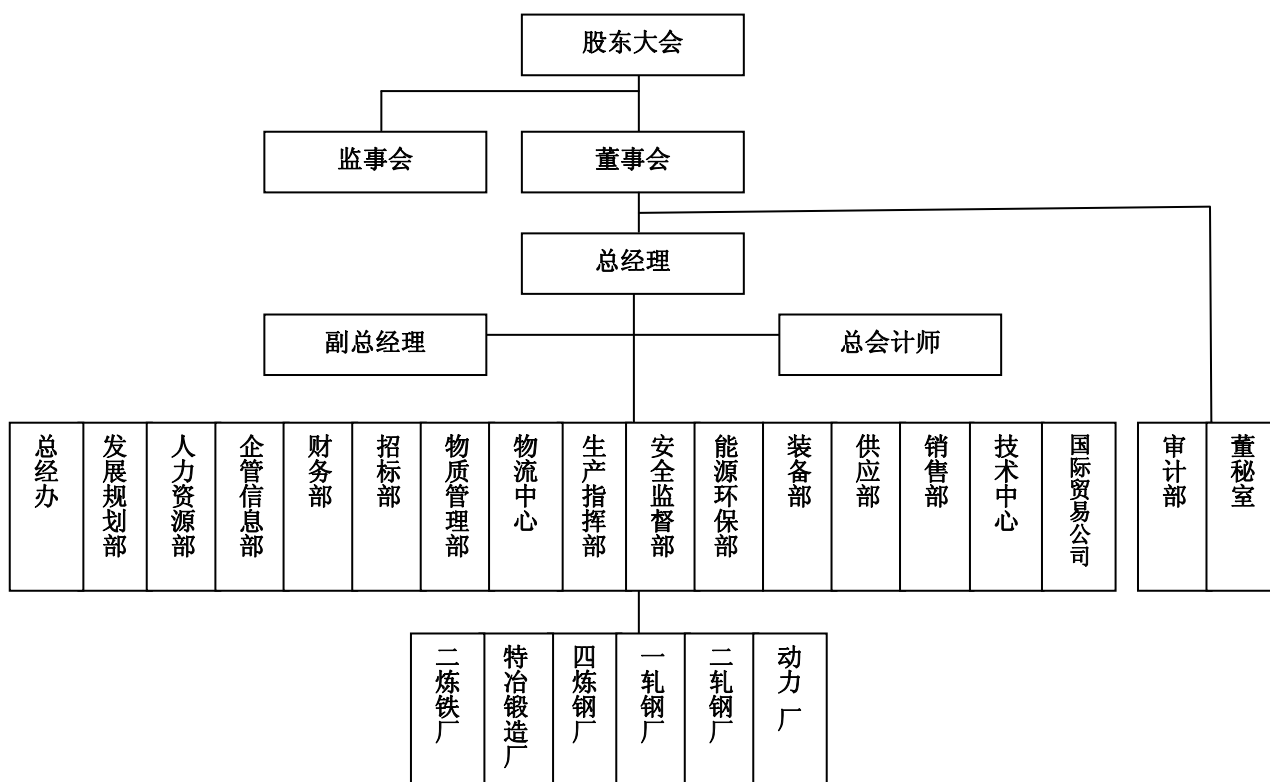 股东大会
监事会
董事会
总经理
副总经理
总会计师
总经办
发展规划部
人力资源部
企管信息部
财务部
招标部
物质管理部
物流中心
生产指挥部
安全监督部
能源环保部
装备部
供应部
销售部
技术中心
国际贸易公司
审计部
董秘室
二炼铁厂
特冶锻造厂
四炼钢厂
一轧钢厂
二轧钢厂
动力厂